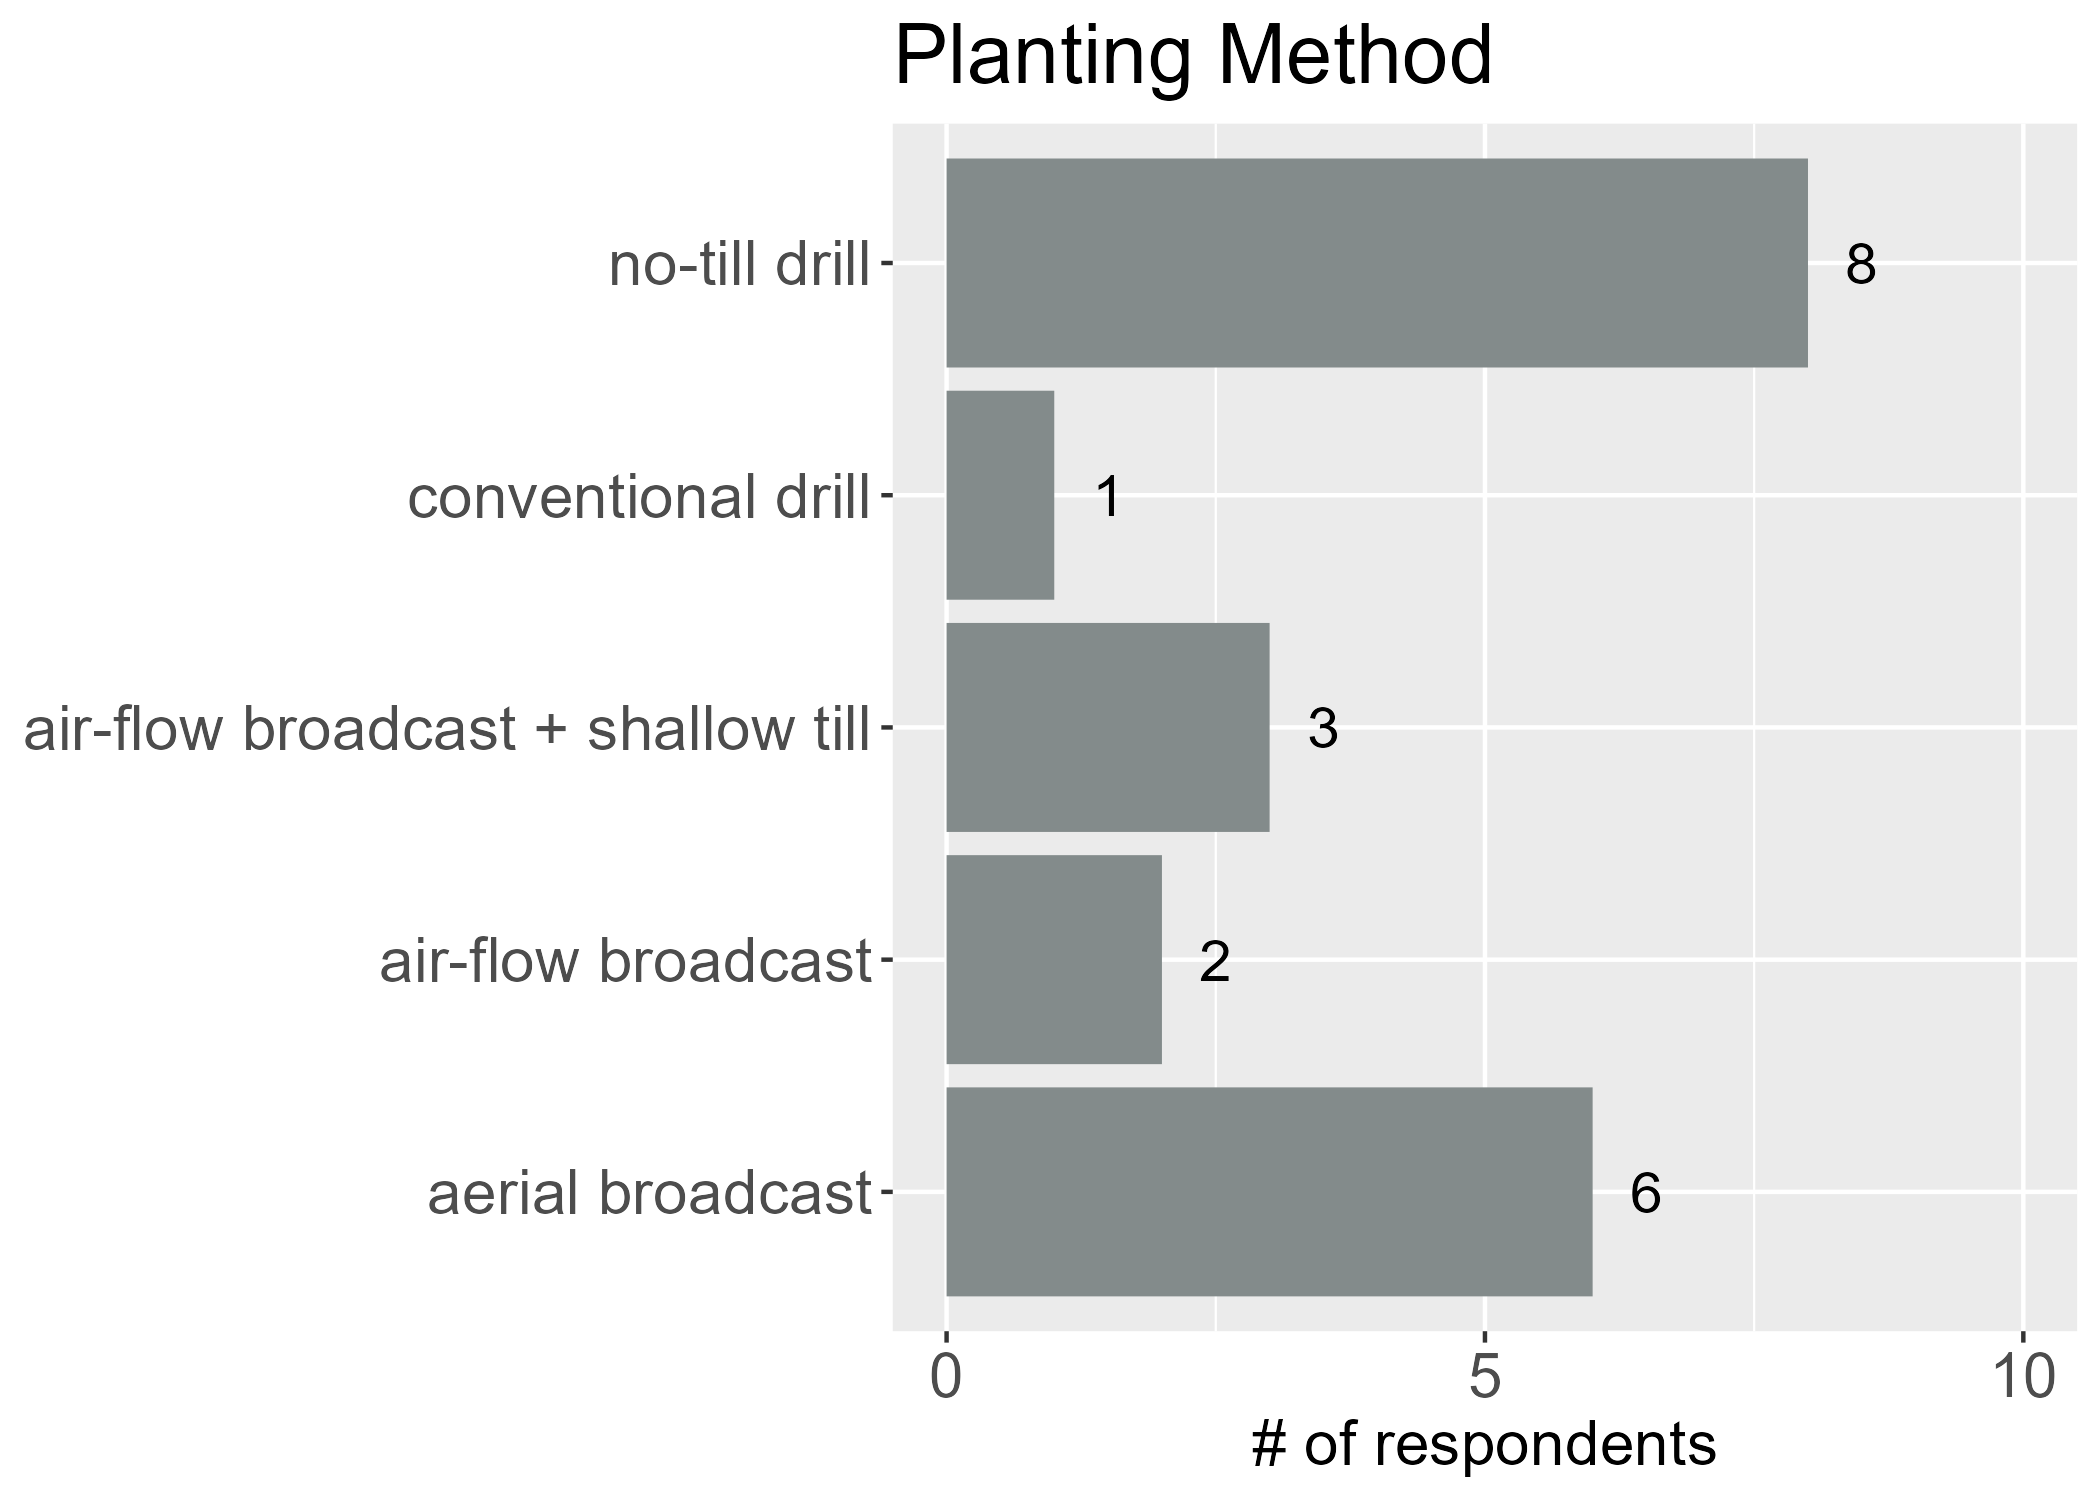 Planting Method
no-till drill
8
conventional drill
1
air-flow broadcast + shallow till
3
air-flow broadcast
2
aerial broadcast
6
0 5 10
# of respondents